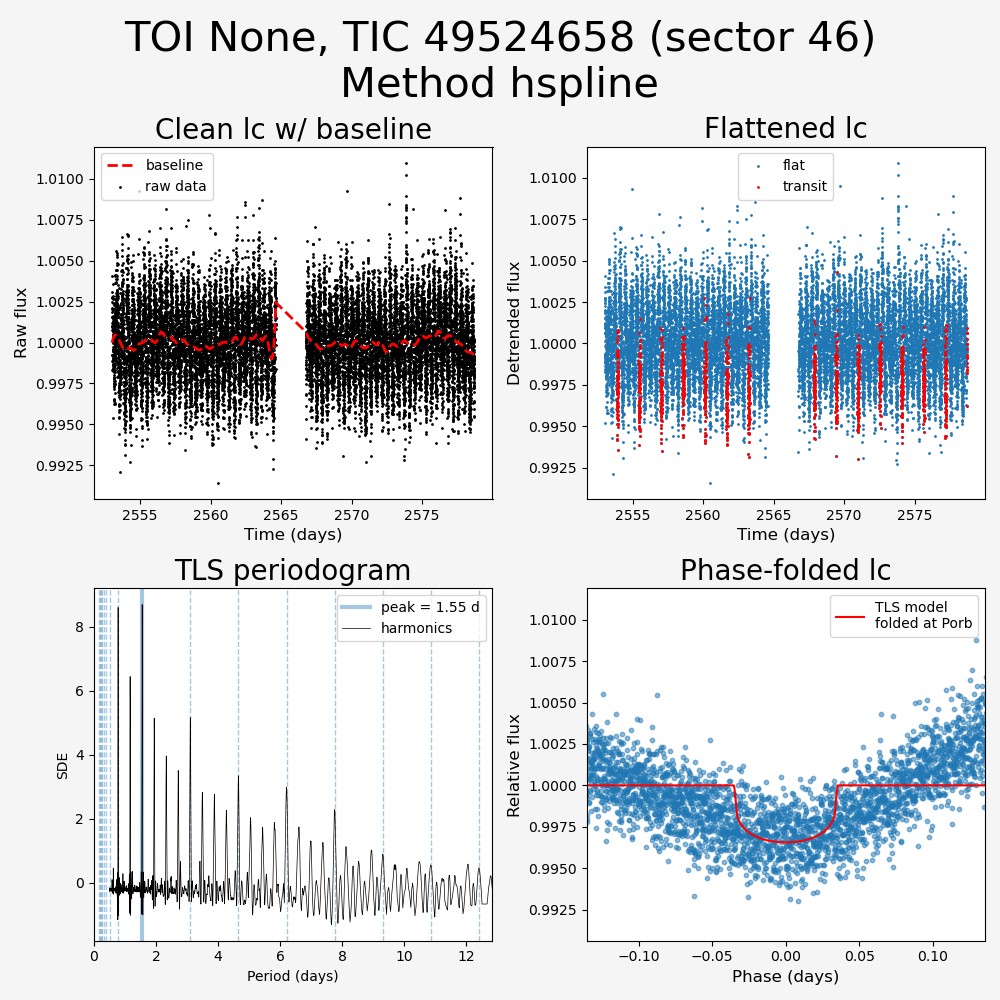 TOI None, TIC 49524658 (sector 46)
Method hspline
Clean lc w/ baseline
baseline
raw data
1.0100
1.0075
1.0050
1.0025
1.0000
0.9975
0.9950
0.9925
Raw flux
2555 2560 2565 2570 2575
Time (days)
Flattened lc
flat
transit
1.0100
1.0075
1.0050
1.0025
1.0000
0.9975
0.9950
0.9925
Detrended flux
2555 2560 2565 2570 2575
Time (days)
TLS periodogram
peak = 1.55 d
harmonics
8
6
4
2
0
SDE
0 2 4 6 8 10 12
Period (days)
Phase-folded lc
TLS model
folded at Porb
1.0100
1.0075
1.0050
1.0025
1.0000
0.9975
0.9950
0.9925
Relative flux
−0.10 −0.05 0.00 0.05 0.10
Phase (days)